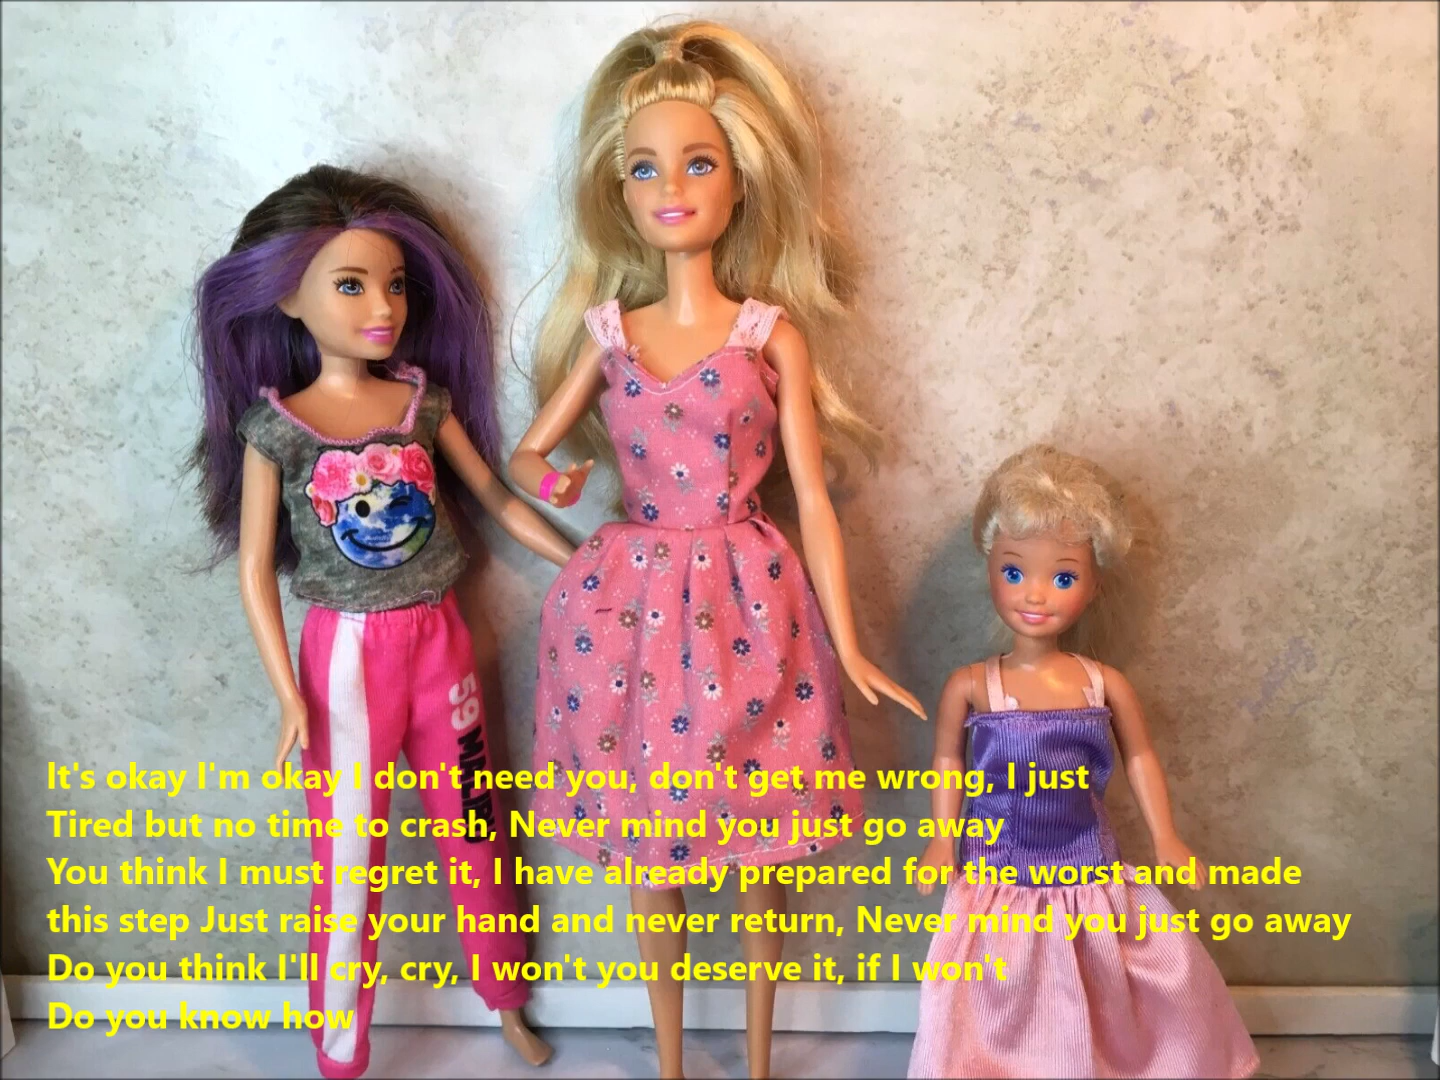 59
MALIBU
It's okay I'm okay I don't need you, don't get me wrong, I just
Tired but no time to crash, Never mind you just go away
You think I must regret it, I have already prepared for the worst and made
this step Just raise your hand and never return, Never mind you just go away
Do you think I'll cry, cry, I won't you deserve it, if I won't
Do you know how